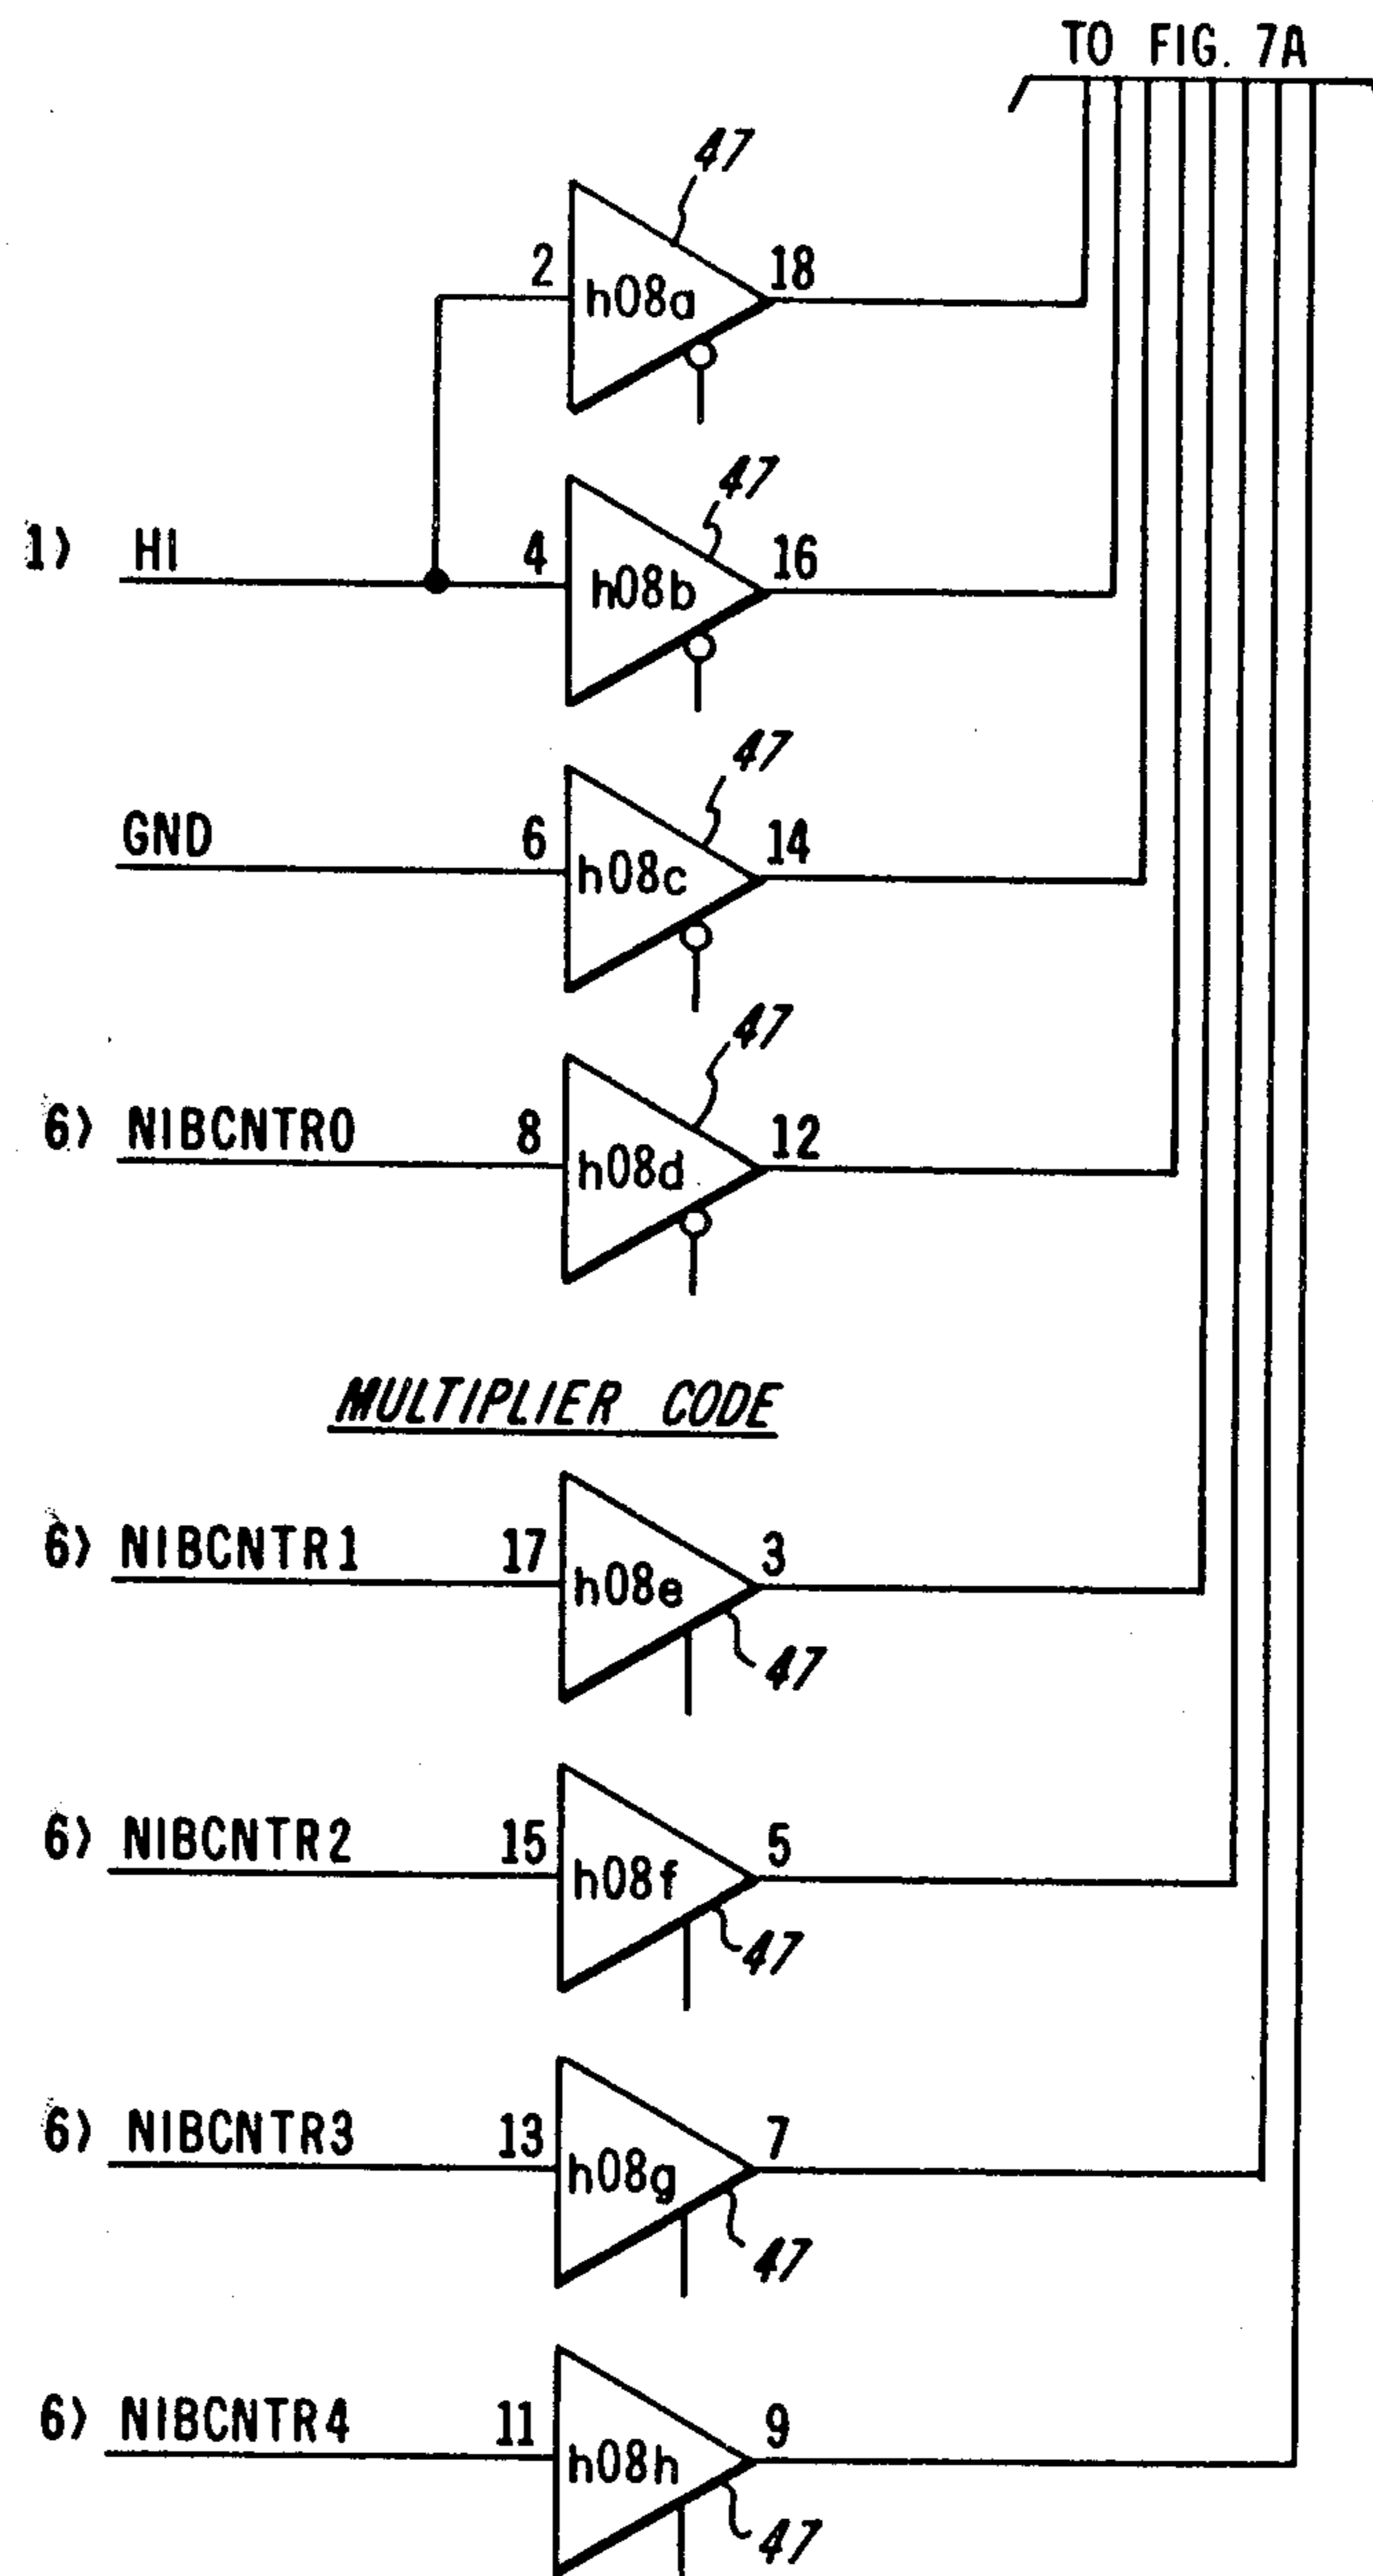 TO FIG. 7A
47
2 h08a 18
47
1) HI 4 h08b 16
47
GND 6 h08c 14
47
6) NIBCNTR0 8 h08d 12
MULTIPLIER CODE
6) NIBCNTR1 17 h08e 3
47
6) NIBCNTR2 15 h08f 5
47
6) NIBCNTR3 13 h08g 7
47
6) NIBCNTR4 11 h08h 9
47